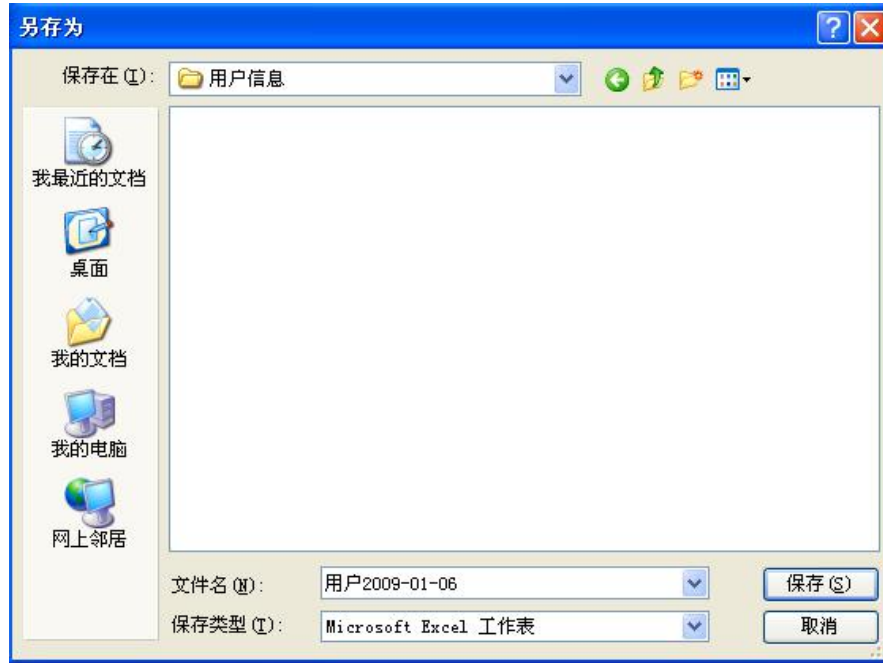 另存为
保存在(I):
用户信息
我最近的文档
桌面
我的文档
我的电脑
网上邻居
文件名(N):
用户2009-01-06
保存(S)
保存类型(T):
Microsoft Excel 工作表
取消